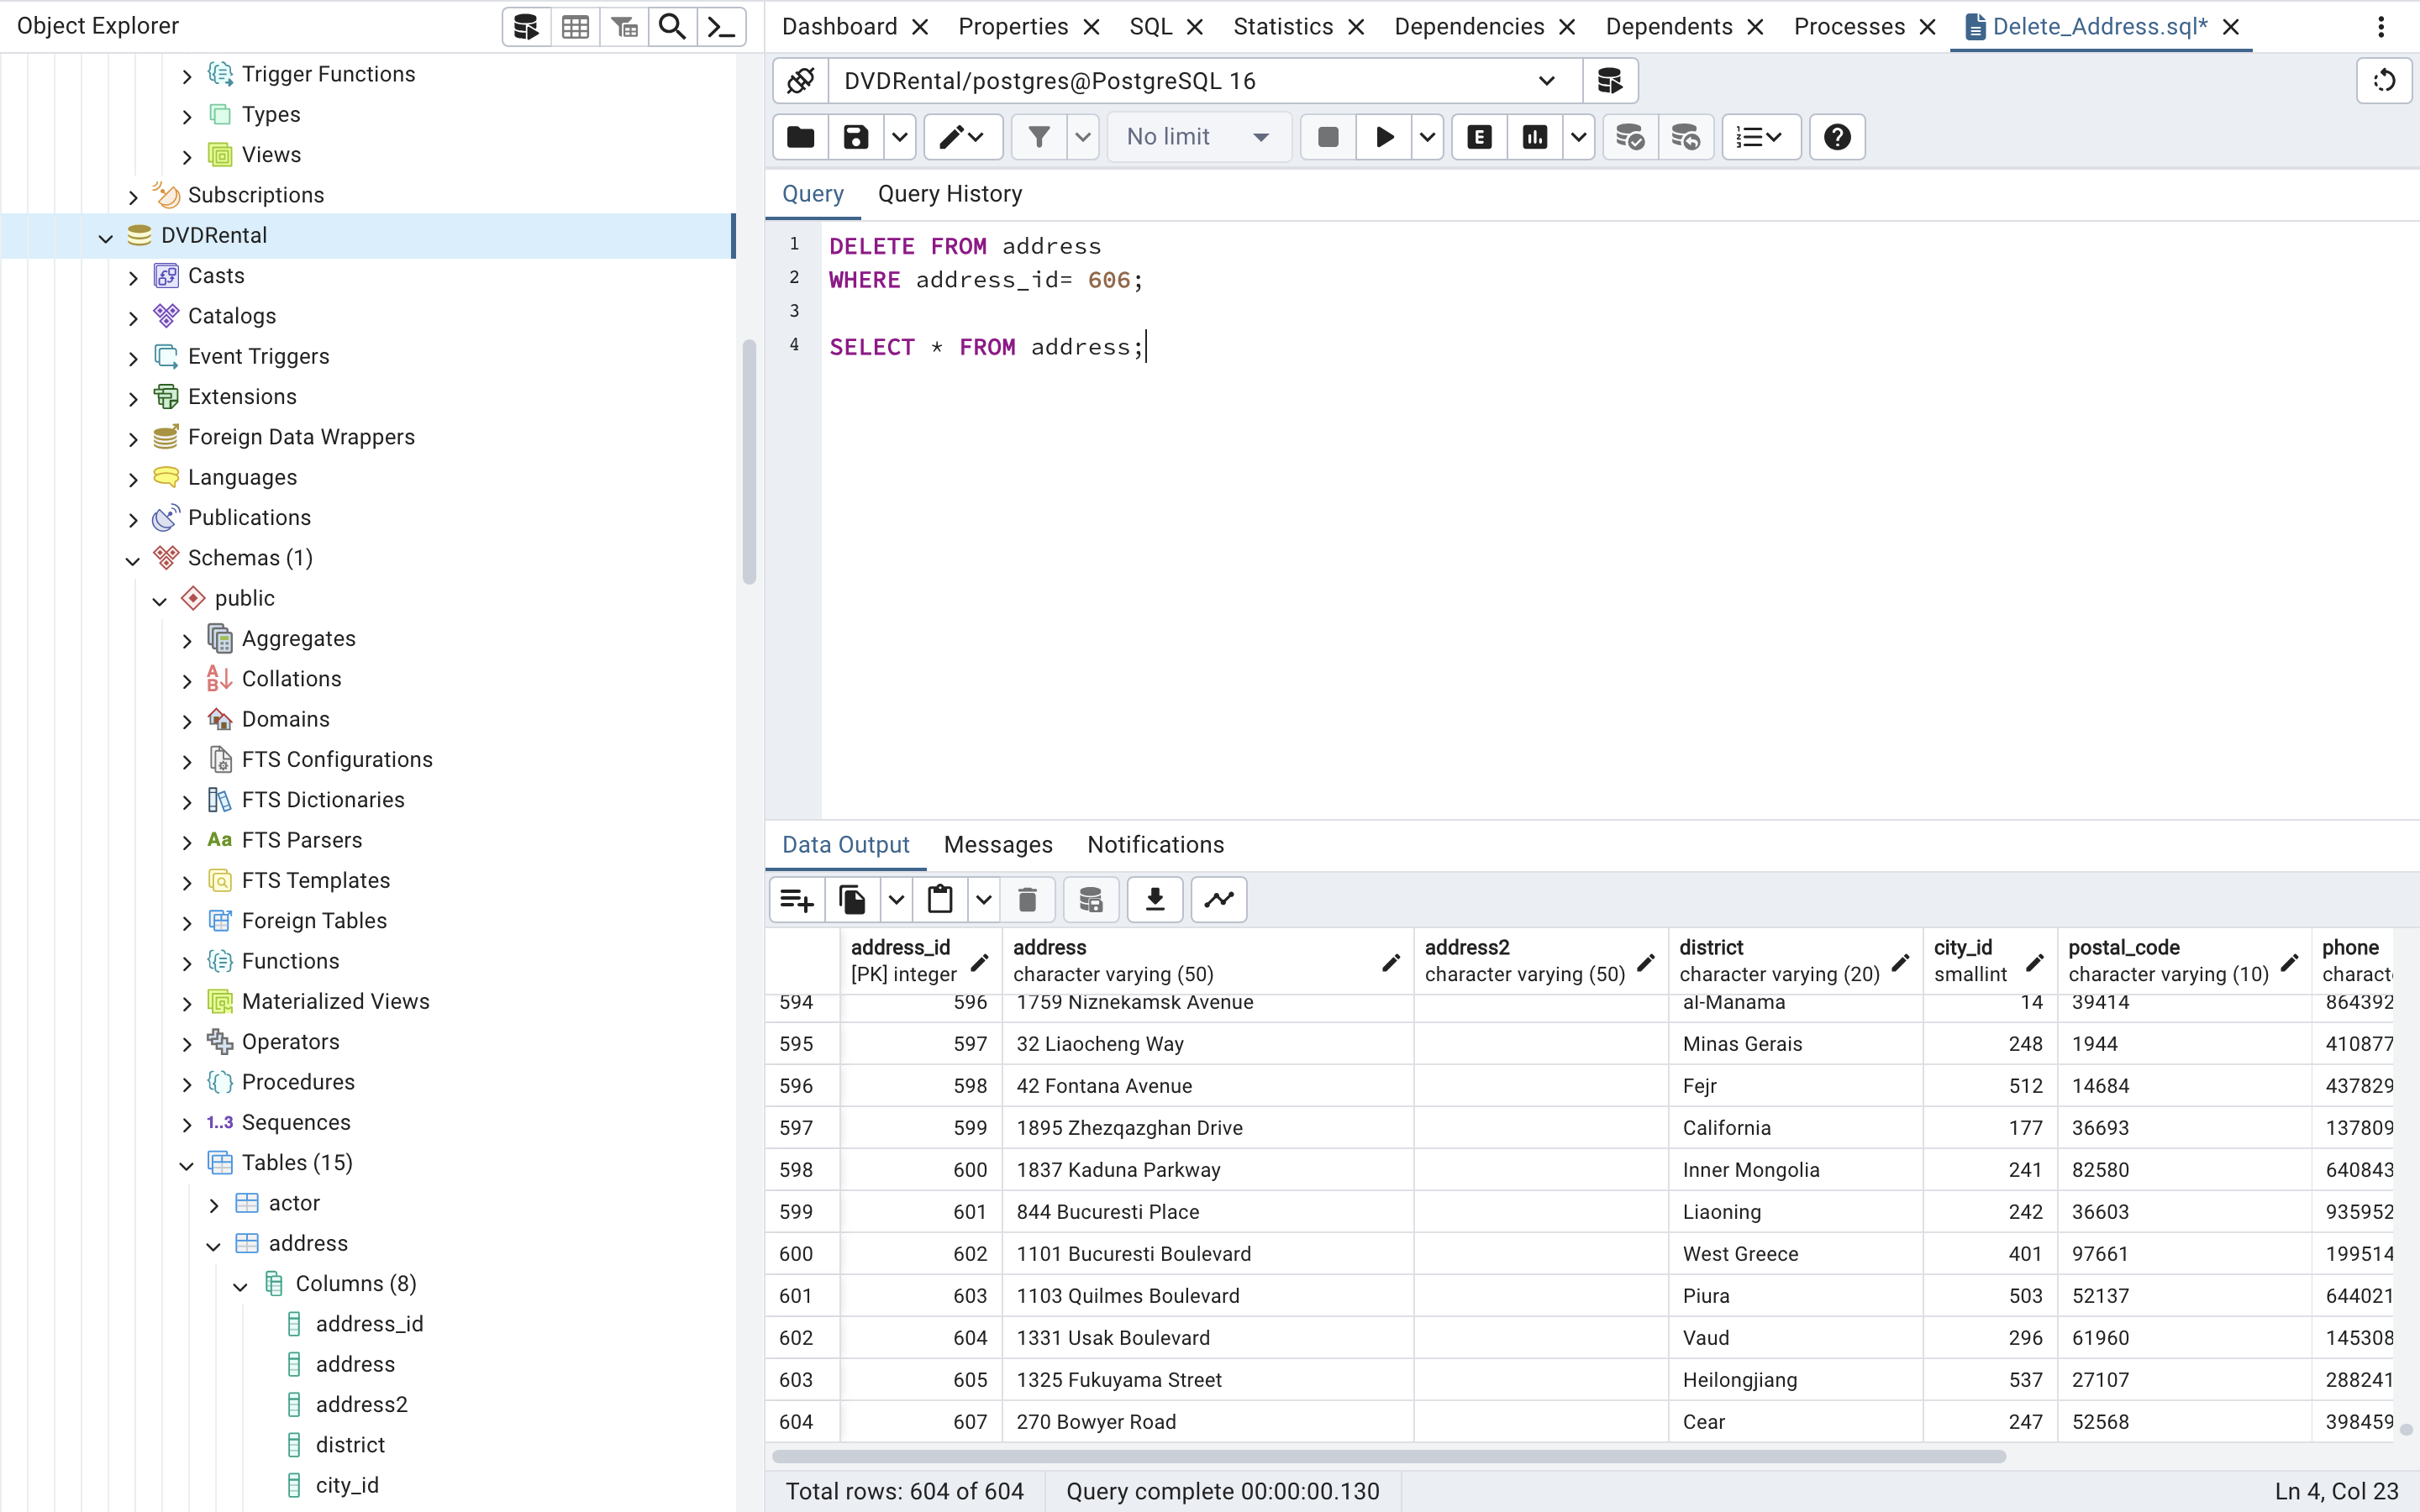 Object Explorer
Trigger Functions
Types
Views
Subscriptions
DVDRental
Casts
Catalogs
Event Triggers
Extensions
Foreign Data Wrappers
Languages
Publications
Schemas (1)
public
Aggregates
Collations
Domains
FTS Configurations
FTS Dictionaries
Aa FTS Parsers
FTS Templates
Foreign Tables
Functions
Materialized Views
Operators
Procedures
1..3 Sequences
Tables (15)
actor
address
Columns (8)
address_id
address
address2
district
city_id
Dashboard Properties SQL Statistics Dependencies Dependents Processes Delete_Address.sql*
DVDRental/postgres@PostgreSQL 16
No limit E
Query Query History
1 DELETE FROM address
2 WHERE address_id= 606;
3
4 SELECT * FROM address;
Data Output Messages Notifications
address_id address address2 district city_id postal_code phone
[PK] integer character varying (50) character varying (50) character varying (20) smallint character varying (10) charact
594 596 1759 Niznekamsk Avenue al-Manama 14 39414 864392
595 597 32 Liaocheng Way Minas Gerais 248 1944 410877
596 598 42 Fontana Avenue Fejr 512 14684 437829
597 599 1895 Zhezqazghan Drive California 177 36693 137809
598 600 1837 Kaduna Parkway Inner Mongolia 241 82580 640843
599 601 844 Bucuresti Place Liaoning 242 36603 935952
600 602 1101 Bucuresti Boulevard West Greece 401 97661 199514
601 603 1103 Quilmes Boulevard Piura 503 52137 644021
602 604 1331 Usak Boulevard Vaud 296 61960 145308
603 605 1325 Fukuyama Street Heilongjiang 537 27107 288241
604 607 270 Bowyer Road Cear 247 52568 398459
Total rows: 604 of 604 Query complete 00:00:00.130 Ln 4, Col 23